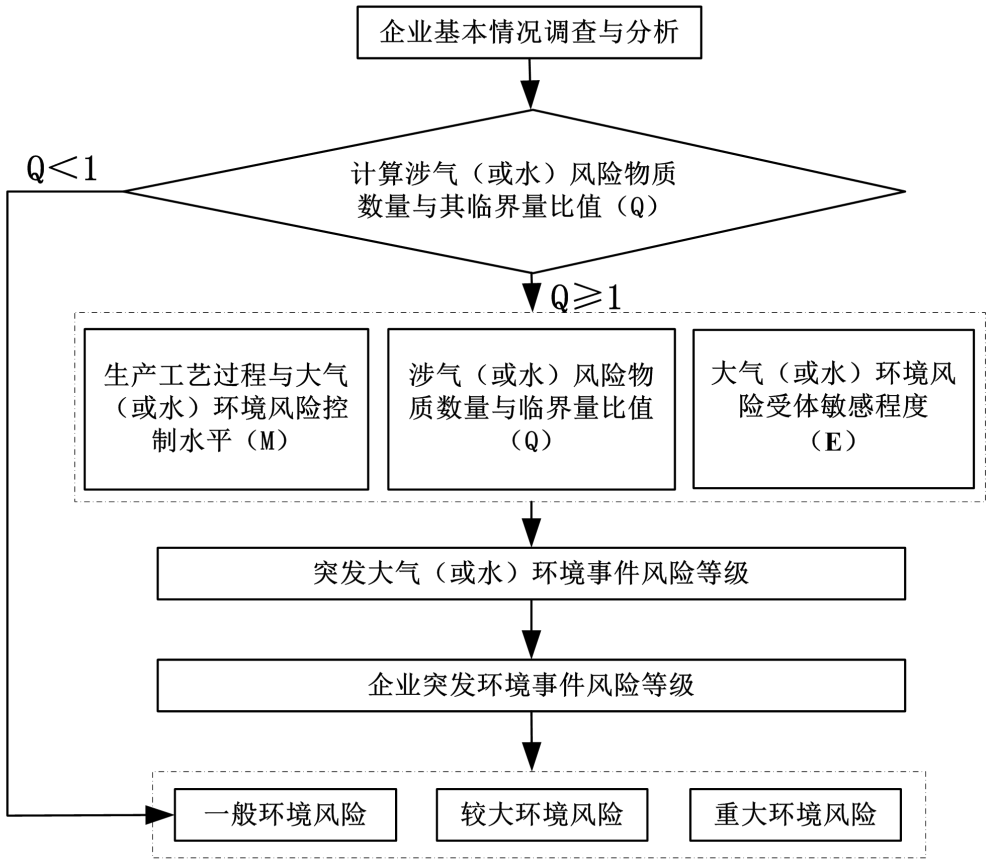 企业基本情况调查与分析
Q＜1
计算涉气（或水）风险物质
数量与其临界量比值（Q）
Q≥1
生产工艺过程与大气
（或水）环境风险控
制水平（M）
涉气（或水）风险物
质数量与临界量比值
（Q）
大气（或水）环境风
险受体敏感程度
（E）
突发大气（或水）环境事件风险等级
企业突发环境事件风险等级
一般环境风险
较大环境风险
重大环境风险